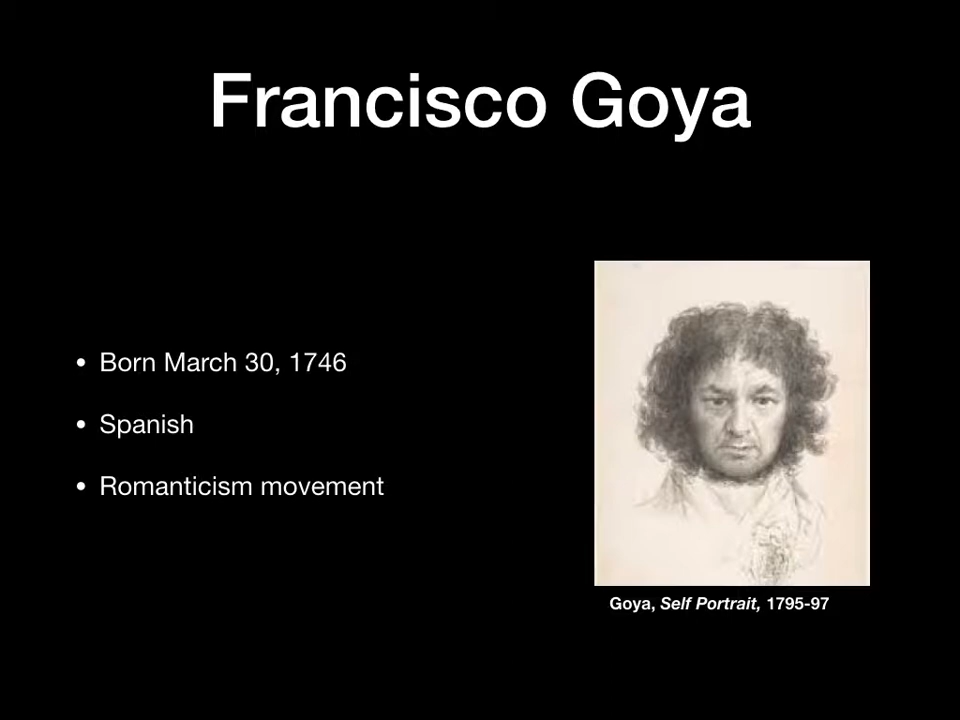 Francisco Goya
• Born March 30, 1746
• Spanish
• Romanticism movement
Goya, Self Portrait, 1795-97